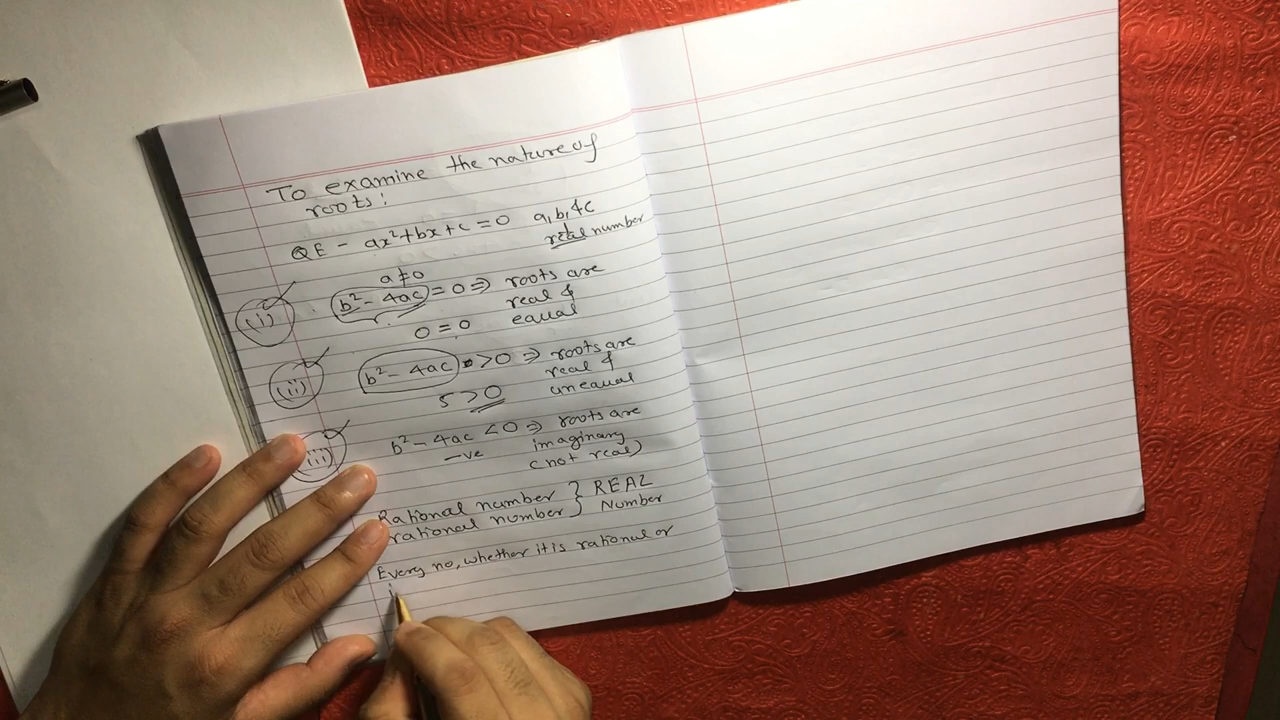 To examine the nature of
roots:
QE - ax²+bx+c=0 a,b,&c
real number
a≠0
(i) b²-4ac=0 ⇒ roots are
real &
0=0 equal
(ii) b²-4ac >0 ⇒ roots are
real &
5>0 unequal
(iii) b²-4ac <0 ⇒ roots are
-ve imaginary
(not real)
Rational number } REAL
rrational number } Number
Every no, whether it is rational or
i